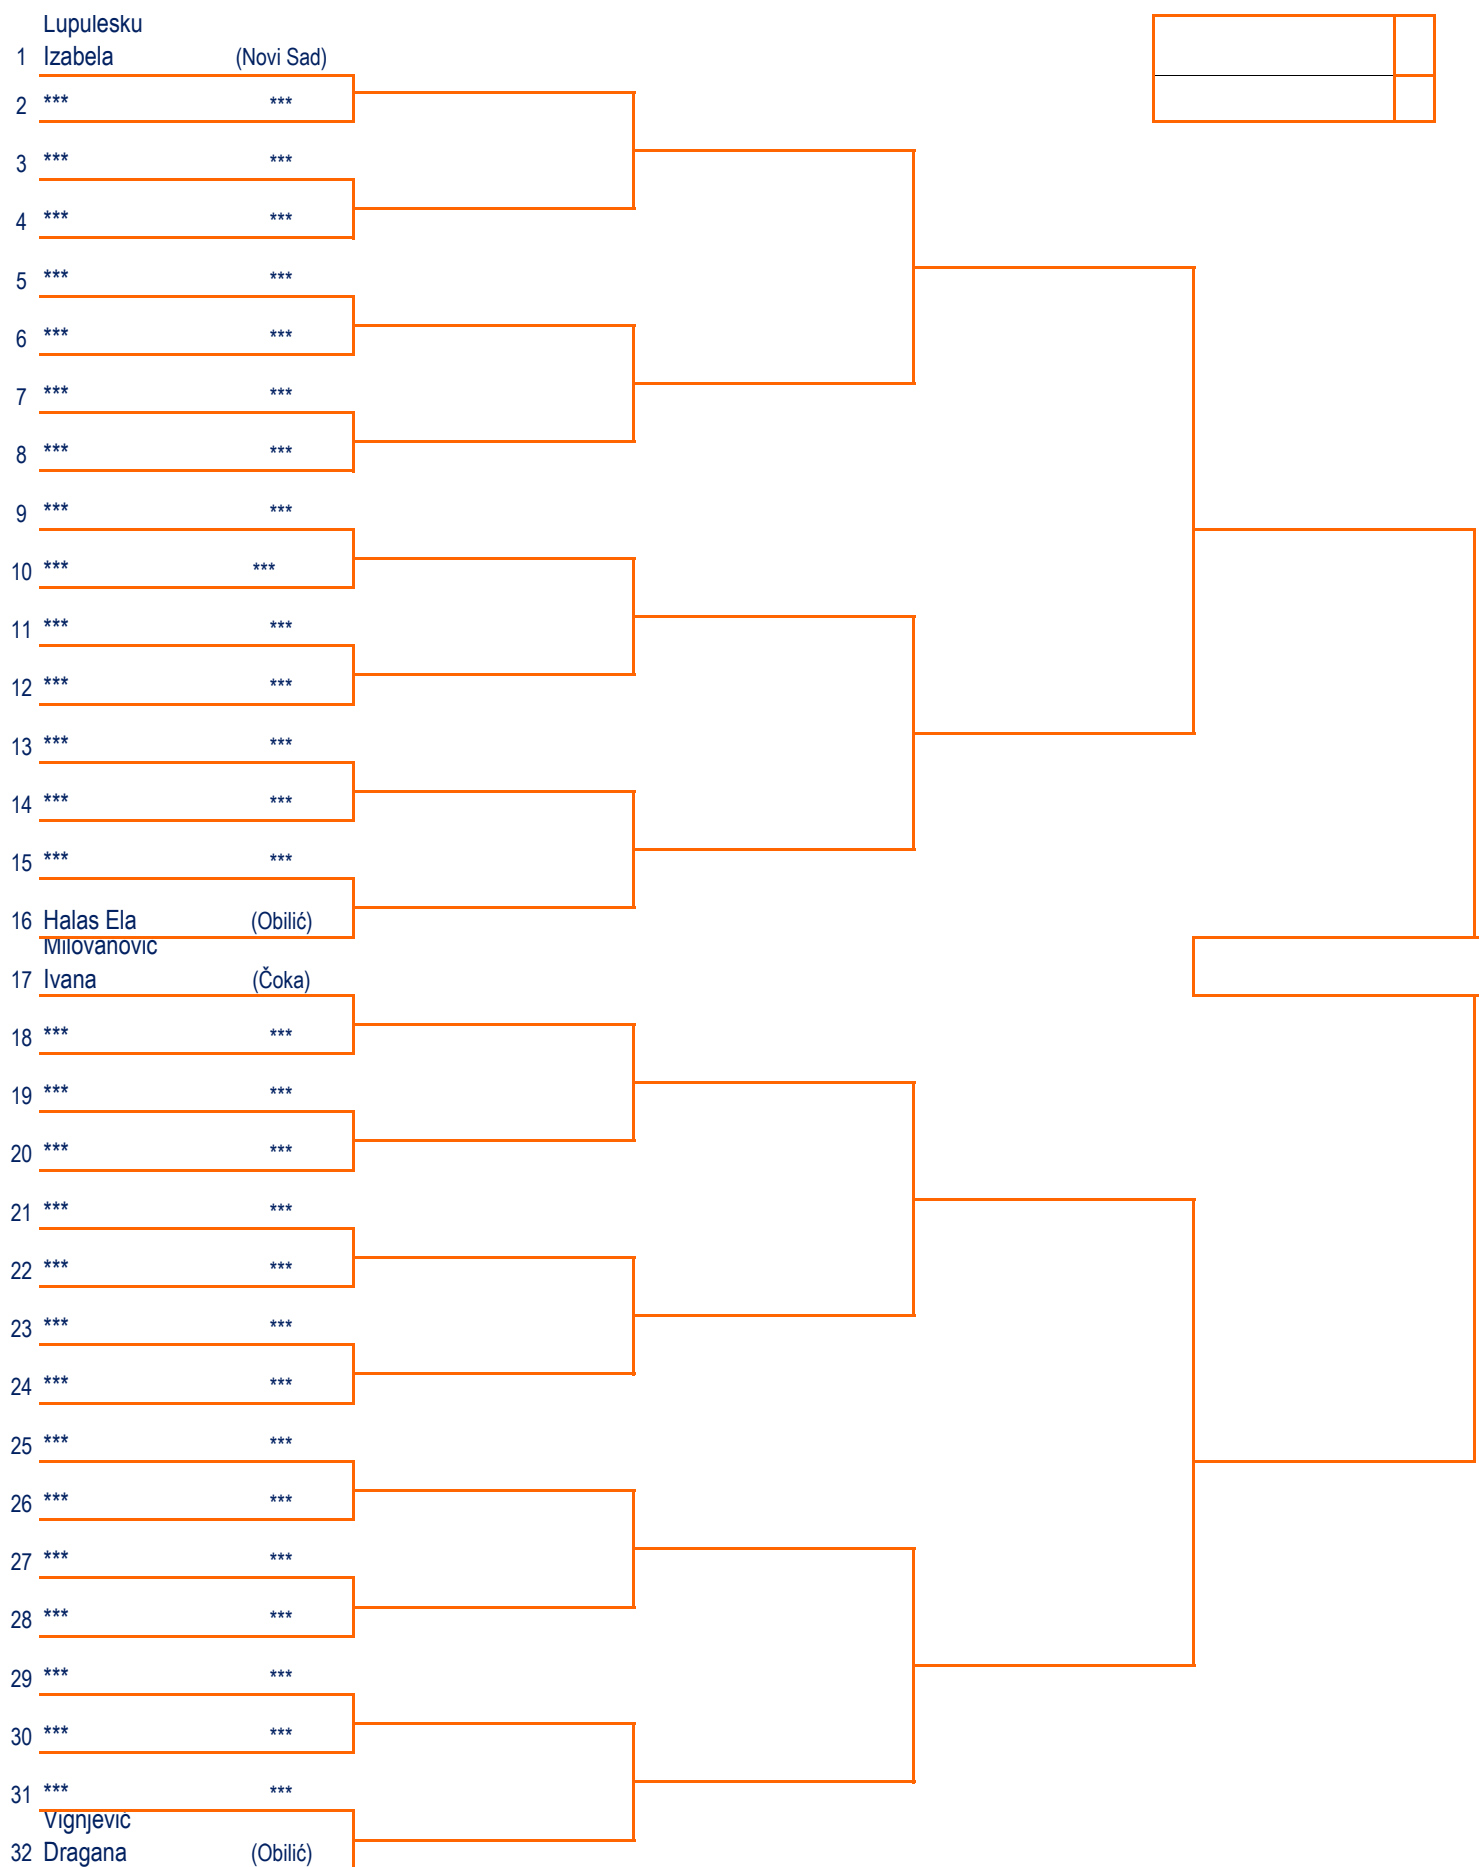 Lupulesku
1 Izabela (Novi Sad)
2 *** ***
3 *** ***
4 *** ***
5 *** ***
6 *** ***
7 *** ***
8 *** ***
9 *** ***
10 *** ***
11 *** ***
12 *** ***
13 *** ***
14 *** ***
15 *** ***
16 Halas Ela (Obilić)
Milovanović
17 Ivana (Čoka)
18 *** ***
19 *** ***
20 *** ***
21 *** ***
22 *** ***
23 *** ***
24 *** ***
25 *** ***
26 *** ***
27 *** ***
28 *** ***
29 *** ***
30 *** ***
31 *** ***
Vignjević
32 Dragana (Obilić)